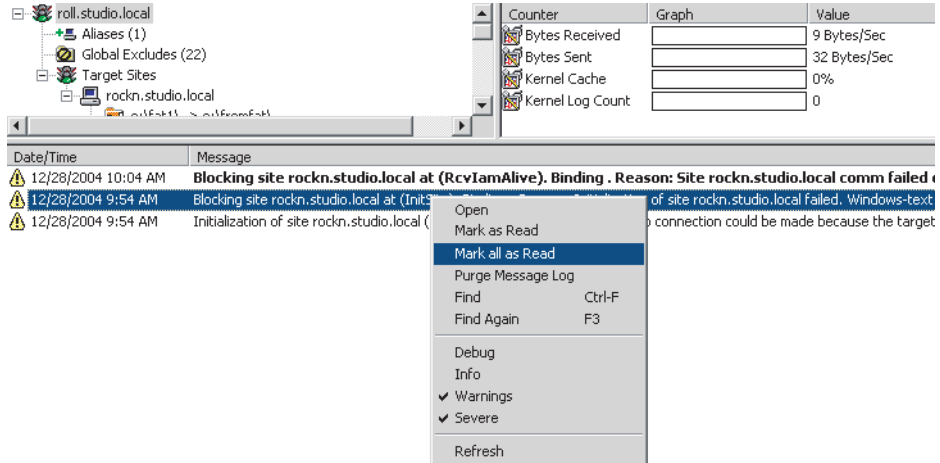 roll.studio.local
Aliases (1)
Global Excludes (22)
Target Sites
rockn.studio.local
Counter Graph Value
Bytes Received 9 Bytes/Sec
Bytes Sent 32 Bytes/Sec
Kernel Cache 0%
Kernel Log Count 0
Date/Time Message
12/28/2004 10:04 AM Blocking site rockn.studio.local at (RcvIamAlive). Binding . Reason: Site rockn.studio.local comm failed
12/28/2004 9:54 AM Blocking site rockn.studio.local at of site rockn.studio.local failed. Windows-text
12/28/2004 9:54 AM Initialization of site rockn.studio.local ( connection could be made because the target
Open
Mark as Read
Mark all as Read
Purge Message Log
Find Ctrl-F
Find Again F3
Debug
Info
Warnings
Severe
Refresh